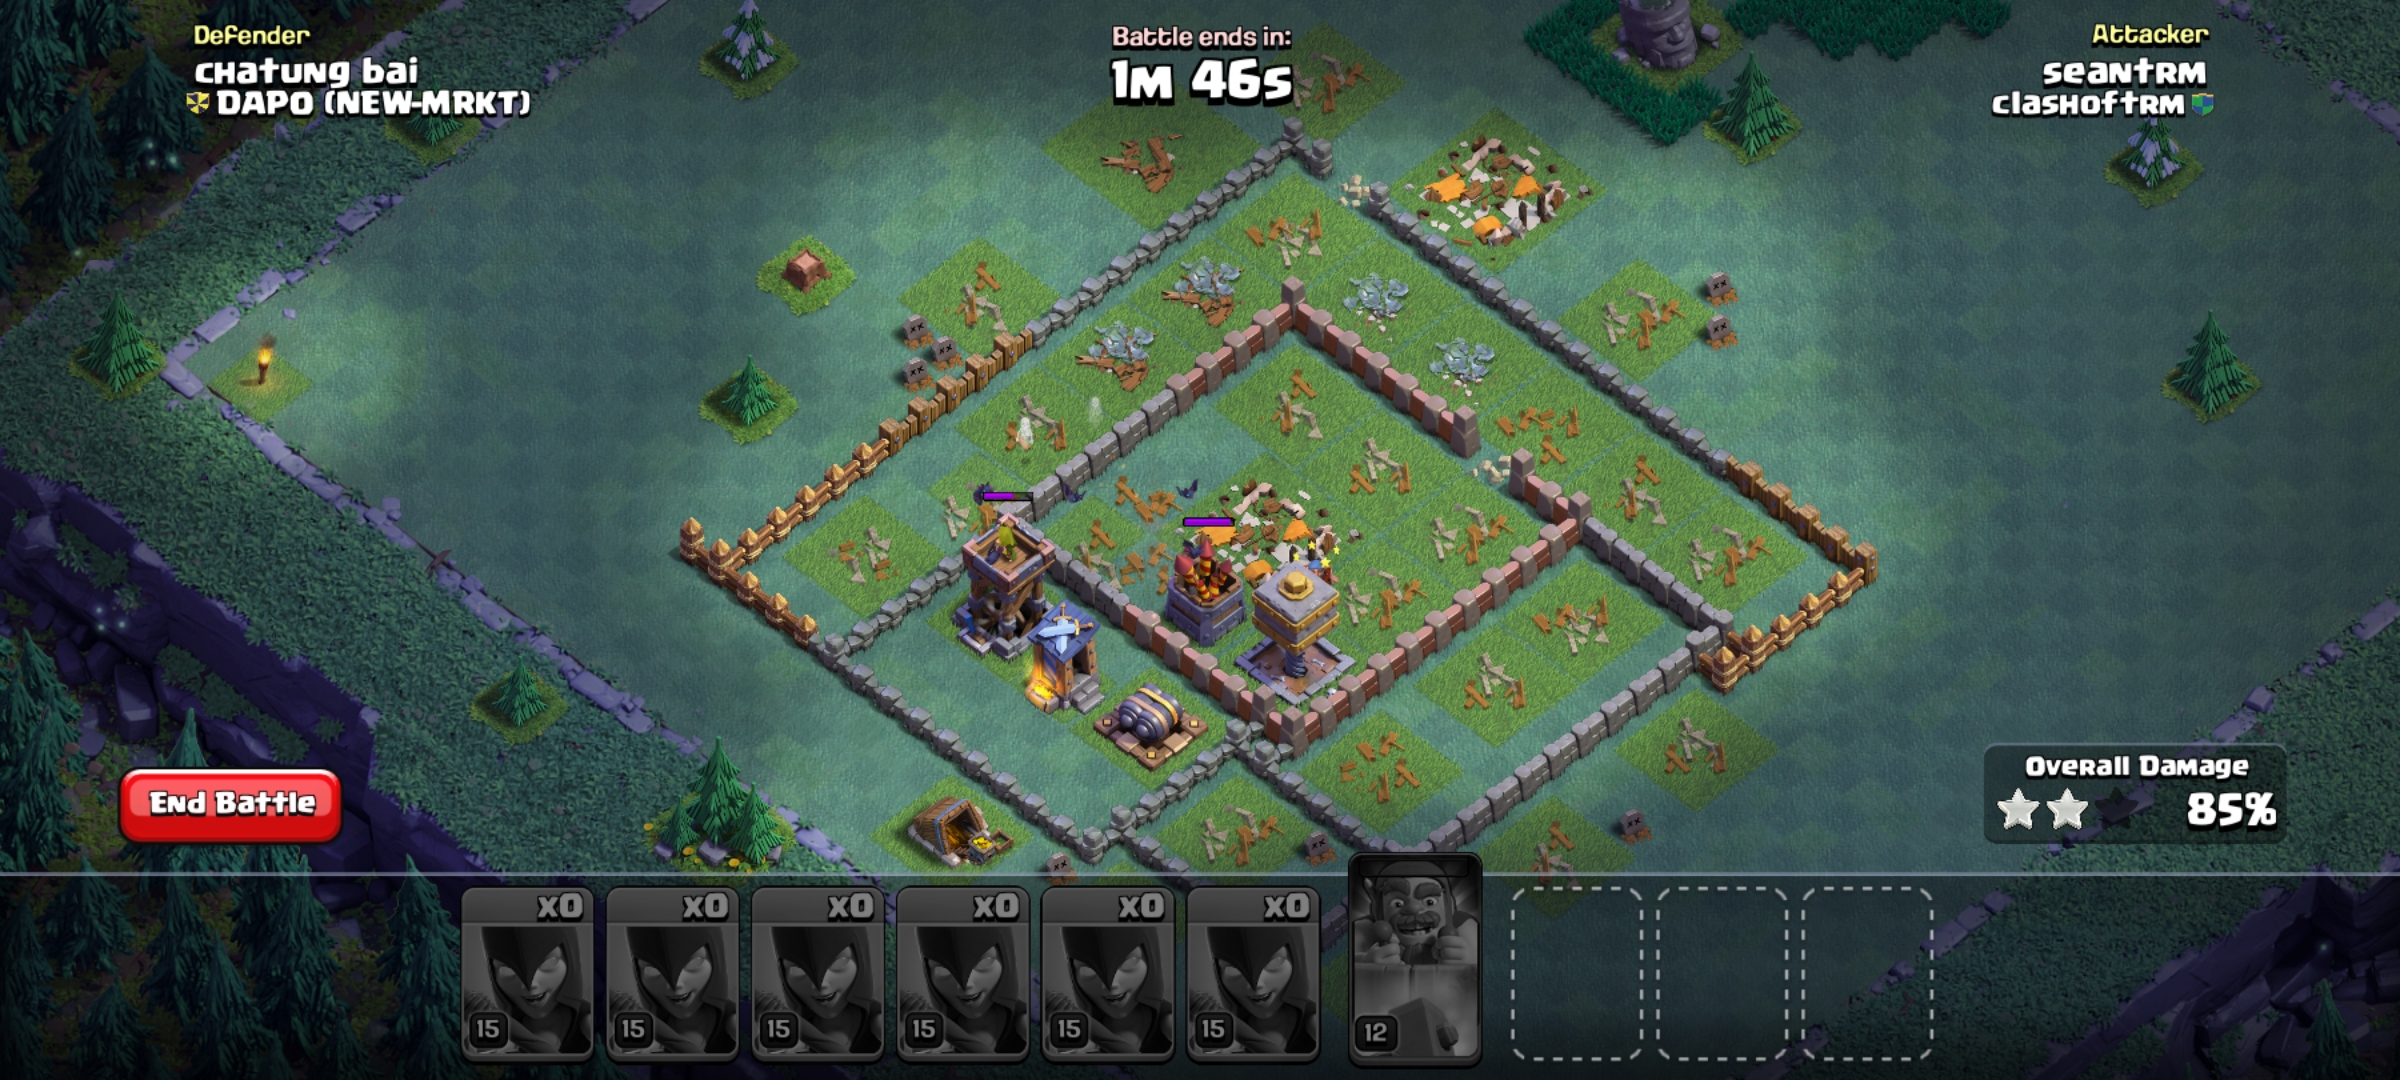 Defender
chatung bai
DAPO (NEW-MRKT)
Battle ends in:
1M 46s
Attacker
seantRM
clashoftRM
End Battle
Overall Damage
85%
x0
x0
x0
x0
x0
x0
15
15
15
15
15
15
12